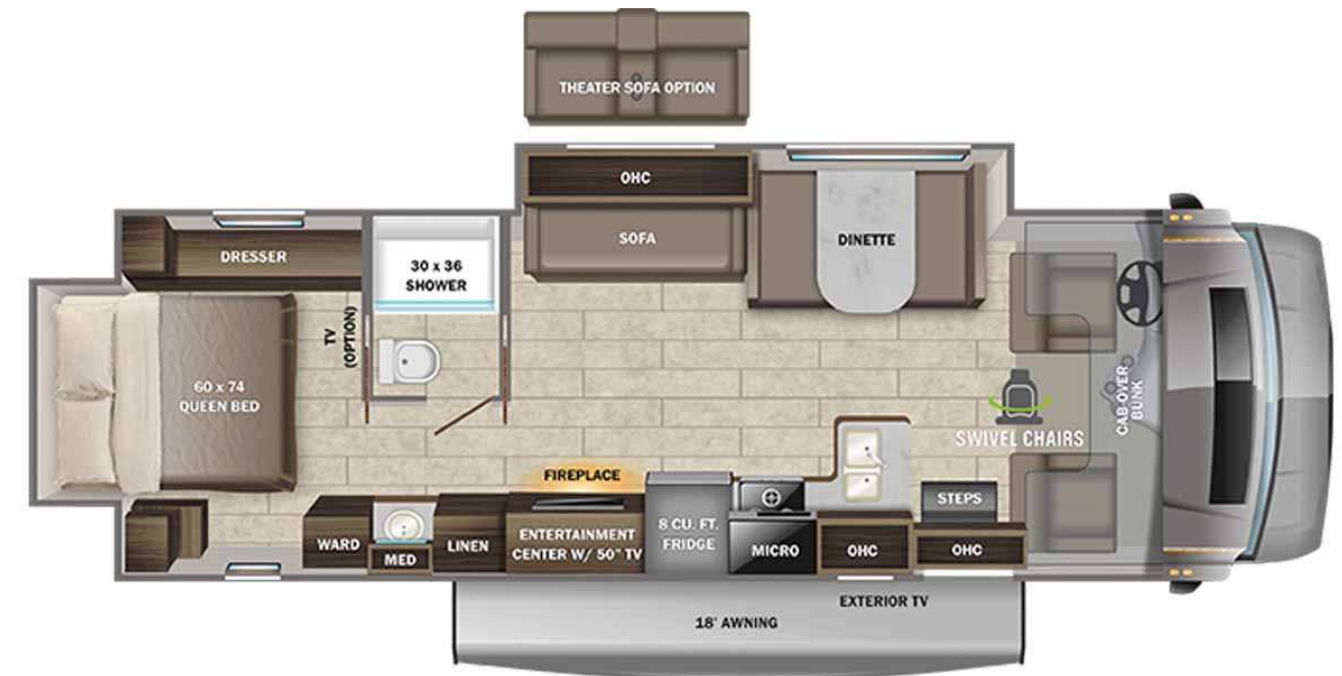 THEATER SOFA OPTION
OHC
SOFA
DINETTE
DRESSER
30 x 36
SHOWER
TV
(OPTION)
60 x 74
QUEEN BED
CAB-OVER
BUNK
SWIVEL CHAIRS
FIREPLACE
STEPS
WARD
MED
LINEN
ENTERTAINMENT
CENTER W/ 50" TV
8 CU. FT.
FRIDGE
MICRO
OHC
OHC
EXTERIOR TV
18' AWNING